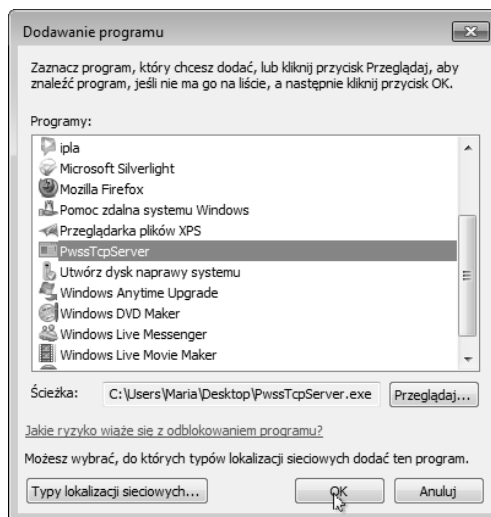 Dodawanie programu
Zaznacz program, który chcesz dodać, lub kliknij przycisk Przeglądaj, aby
znaleźć program, jeśli nie ma go na liście, a następnie kliknij przycisk OK.
Programy:
ipla
Microsoft Silverlight
Mozilla Firefox
Pomoc zdalna systemu Windows
Przeglądarka plików XPS
PwssTcpServer
Utwórz dysk naprawy systemu
Windows Anytime Upgrade
Windows DVD Maker
Windows Live Messenger
Windows Live Movie Maker
Ścieżka: C:\Users\Maria\Desktop\PwssTcpServer.exe Przeglądaj...
Jakie ryzyko wiąże się z odblokowaniem programu?
Możesz wybrać, do których typów lokalizacji sieciowych dodać ten program.
Typy lokalizacji sieciowych... OK Anuluj